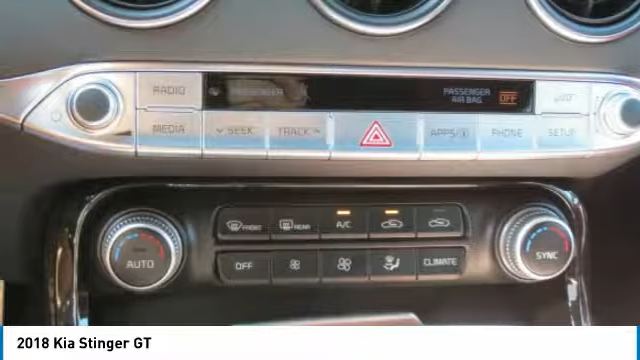 RADIO
PASSENGER
PASSENGER
AIR BAG OFF
MEDIA
SEEK
TRACK
APPS/
PHONE
SETUP
FRONT
REAR
A/C
AUTO
SYNC
OFF
CLIMATE
2018 Kia Stinger GT